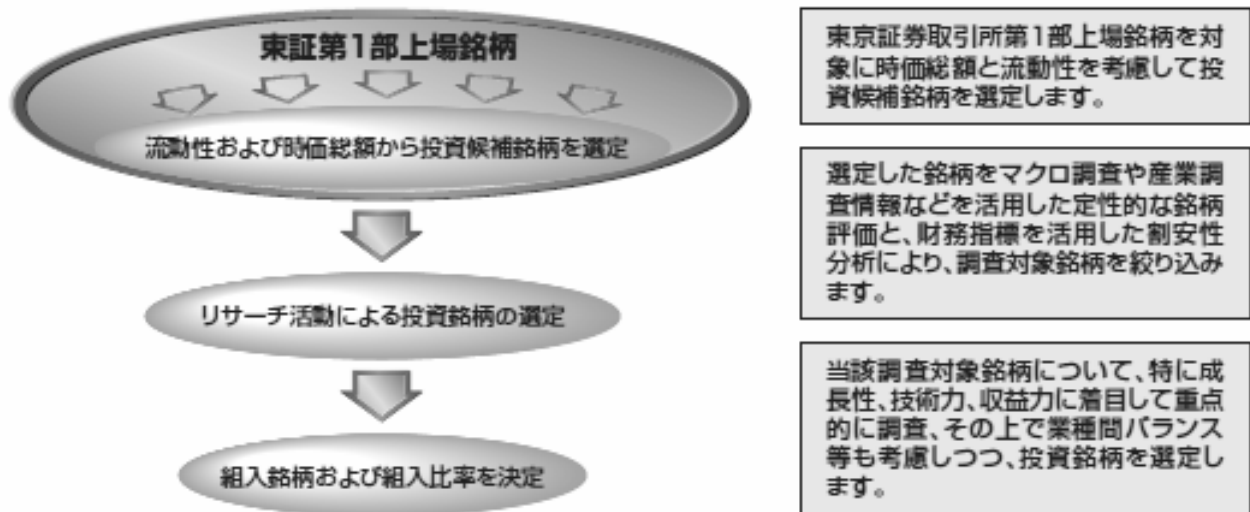 東証第1部上場銘柄
流動性および時価総額から投資候補銘柄を選定
リサーチ活動による投資銘柄の選定
組入銘柄および組入比率を決定
東京証券取引所第1部上場銘柄を対
象に時価総額と流動性を考慮して投
資候補銘柄を選定します。
選定した銘柄をマクロ調査や産業調
査情報などを活用した定性的な銘柄
評価と、財務指標を活用した割安性
分析により、調査対象銘柄を絞り込み
ます。
当該調査対象銘柄について、特に成
長性、技術力、収益力に着目して重点
的に調査、その上で業種間バランス
等も考慮しつつ、投資銘柄を選定し
ます。